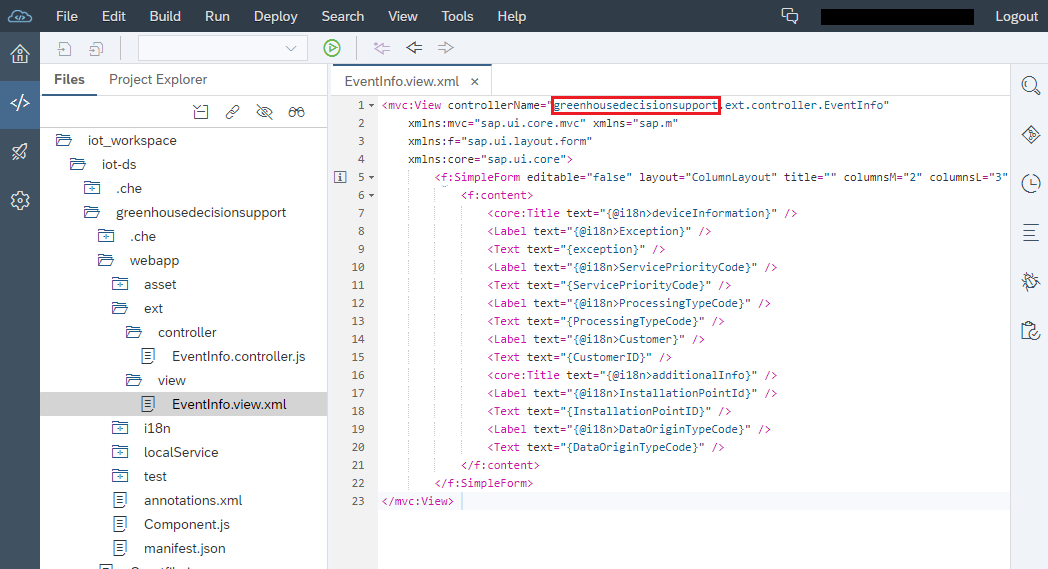 File Edit Build Run Deploy Search View Tools Help Logout
Files Project Explorer
iot_workspace
iot-ds
.che
greenhousedecisionsupport
.che
webapp
asset
ext
controller
EventInfo.controller.js
view
EventInfo.view.xml
i18n
localService
test
annotations.xml
Component.js
manifest.json
EventInfo.view.xml ×
1 <mvc:View controllerName="greenhousedecisionsupport.ext.controller.EventInfo"
2 xmlns:mvc="sap.ui.core.mvc" xmlns="sap.m"
3 xmlns:f="sap.ui.layout.form"
4 xmlns:core="sap.ui.core">
5 <f:SimpleForm editable="false" layout="ColumnLayout" title="" columnsM="2" columnsL="3"
6 <f:content>
7 <core:Title text="{@i18n>deviceInformation}" />
8 <Label text="{@i18n>Exception}" />
9 <Text text="{exception}" />
10 <Label text="{@i18n>ServicePriorityCode}" />
11 <Text text="{ServicePriorityCode}" />
12 <Label text="{@i18n>ProcessingTypeCode}" />
13 <Text text="{ProcessingTypeCode}" />
14 <Label text="{@i18n>Customer}" />
15 <Text text="{CustomerID}" />
16 <core:Title text="{@i18n>additionalInfo}" />
17 <Label text="{@i18n>InstallationPointId}" />
18 <Text text="{InstallationPointID}" />
19 <Label text="{@i18n>DataOriginTypeCode}" />
20 <Text text="{DataOriginTypeCode}" />
21 </f:content>
22 </f:SimpleForm>
23 </mvc:View>